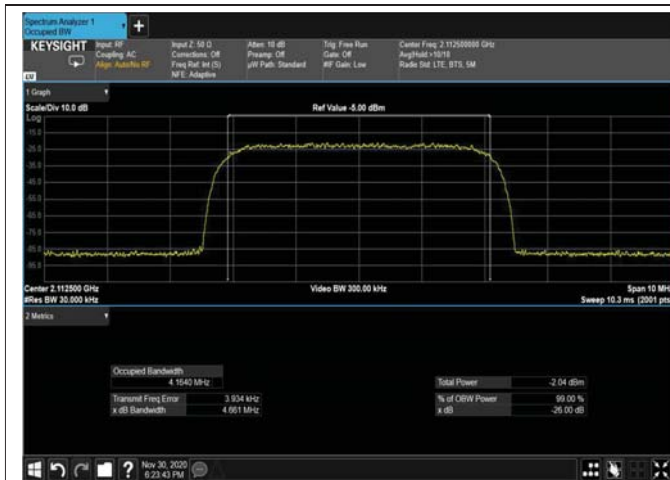 Spectrum Analyzer 1
Occupied BW
KEYSIGHT
Input: RF
Coupling: AC
Align: Auto/No RF
Input Z: 50 Ω
Corrections: Off
Freq Ref: Int (S)
NFE: Adaptive
Atten: 10 dB
Preamp: Off
µW Path: Standard
Trig: Free Run
Gate: Off
#IF Gain: Low
Center Freq: 2.112500000 GHz
Avg|Hold:>10/10
Radio Std: LTE, BTS, 5M
1 Graph
Scale/Div 10.0 dB
Ref Value -5.00 dBm
Log
-15.0
-25.0
-35.0
-45.0
-55.0
-65.0
-75.0
-85.0
-95.0
Center 2.112500 GHz
#Res BW 30.000 kHz
Video BW 300.00 kHz
Span 10 MH
Sweep 10.3 ms (2001 pts
2 Metrics
Occupied Bandwidth
4.1640 MHz
Transmit Freq Error 3.934 kHz
x dB Bandwidth 4.661 MHz
Total Power -2.04 dBm
% of OBW Power 99.00 %
x dB -26.00 dB
Nov 30, 2020
6:23:43 PM